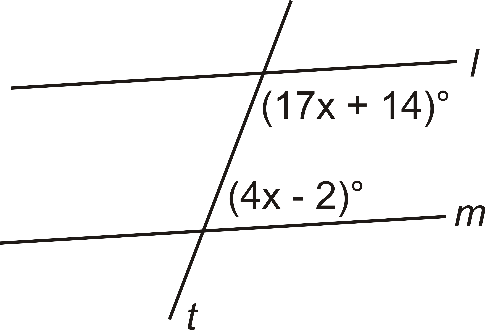 l
(17x + 14)°
(4x - 2)°
m
t